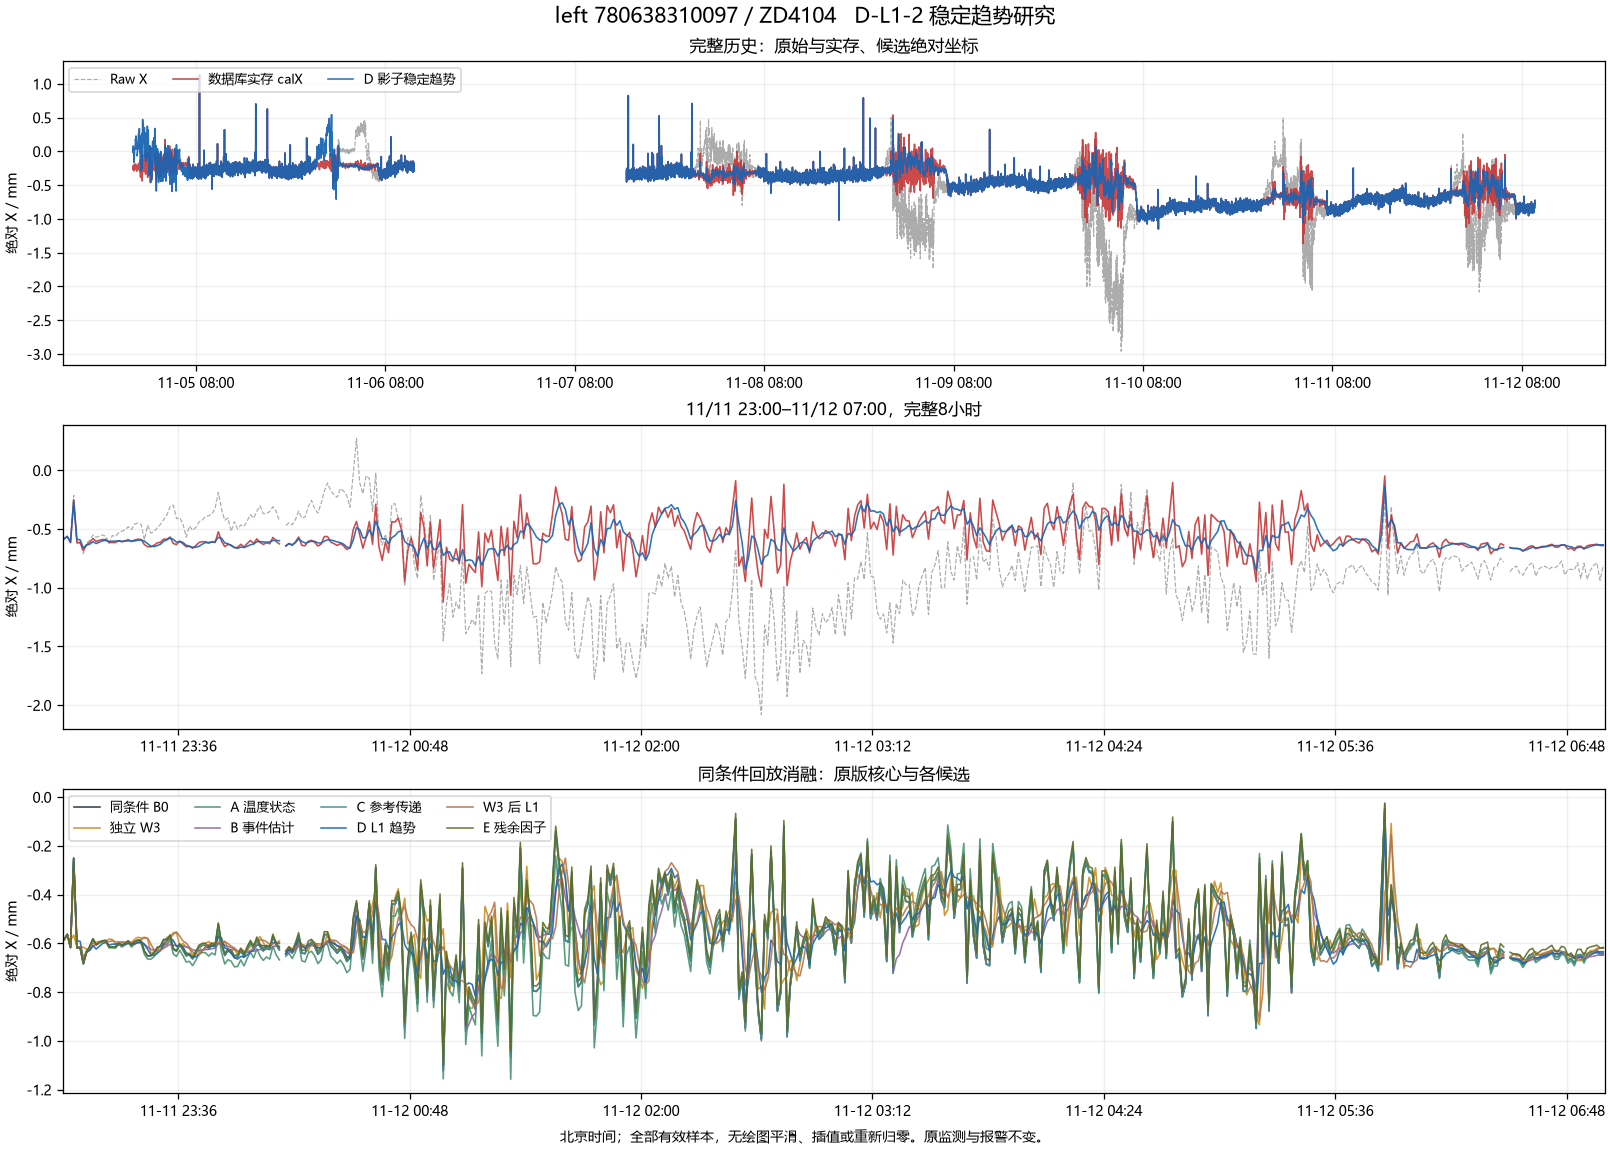 left 780638310097 / ZD4104   D-L1-2 稳定趋势研究
完整历史：原始与实存、候选绝对坐标
Raw X
数据库实存 calX
D 影子稳定趋势
绝对 X / mm
1.0
0.5
0.0
-0.5
-1.0
-1.5
-2.0
-2.5
-3.0
11-05 08:00
11-06 08:00
11-07 08:00
11-08 08:00
11-09 08:00
11-10 08:00
11-11 08:00
11-12 08:00
11/11 23:00–11/12 07:00，完整8小时
绝对 X / mm
0.0
-0.5
-1.0
-1.5
-2.0
11-11 23:36
11-12 00:48
11-12 02:00
11-12 03:12
11-12 04:24
11-12 05:36
11-12 06:48
同条件回放消融：原版核心与各候选
同条件 B0
A 温度状态
C 参考传递
W3 后 L1
独立 W3
B 事件估计
D L1 趋势
E 残余因子
绝对 X / mm
0.0
-0.2
-0.4
-0.6
-0.8
-1.0
-1.2
11-11 23:36
11-12 00:48
11-12 02:00
11-12 03:12
11-12 04:24
11-12 05:36
11-12 06:48
北京时间；全部有效样本，无绘图平滑、插值或重新归零。原监测与报警不变。